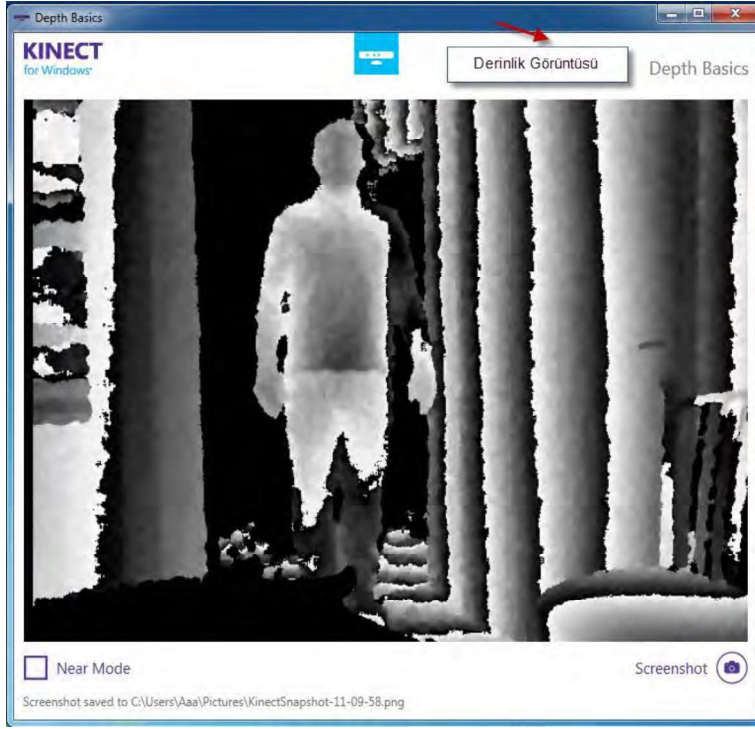 Depth Basics
KINECT
for Windows
Derinlik Görüntüsü
Depth Basics
Near Mode
Screenshot
Screenshot saved to C:\Users\Aaa\Pictures\KinectSnapshot-11-09-58.png